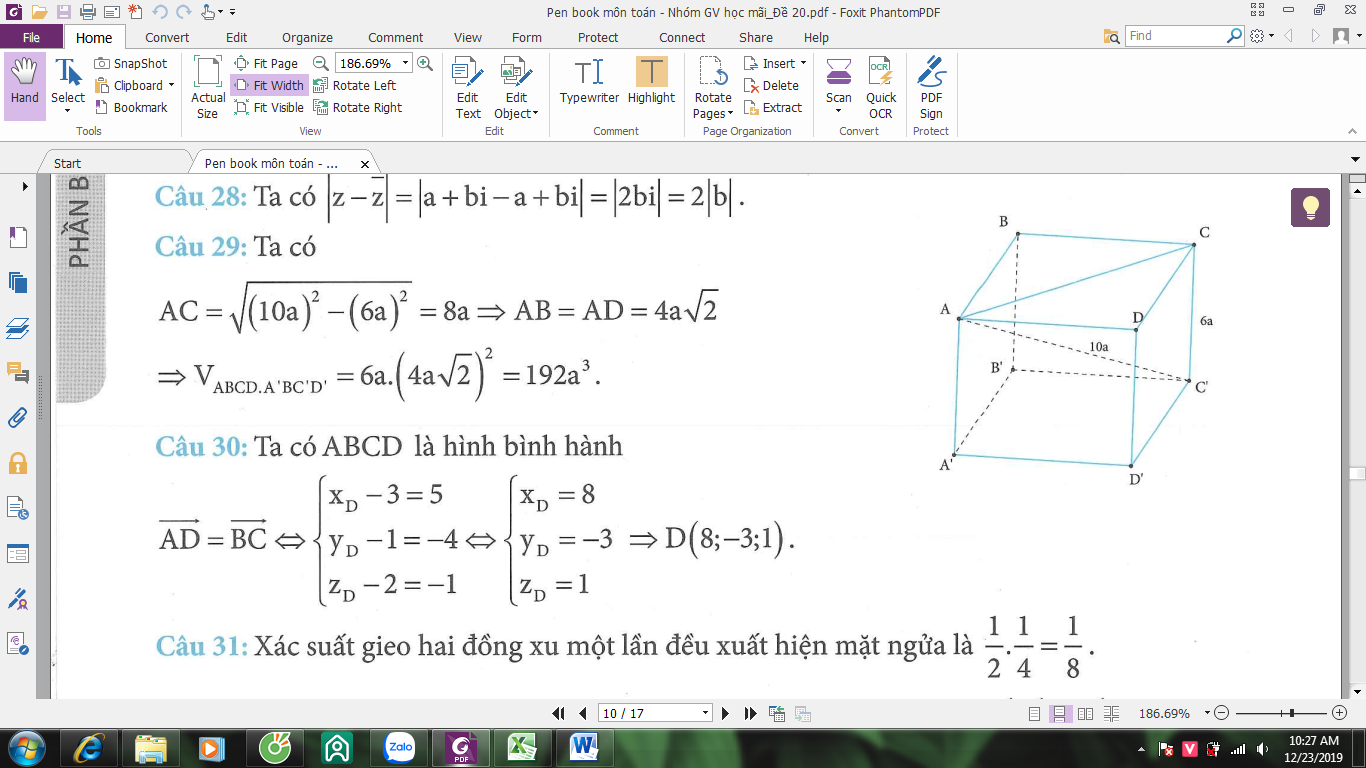 Pen book môn toán - Nhóm GV học mãi_Đề 20.pdf - Foxit PhantomPDF
File Home Convert Edit Organize Comment View Form Protect Connect Share Help Find
Hand
Select
SnapShot
Clipboard
Bookmark
Tools
Actual Size
Fit Page
Fit Width
Fit Visible
186.69%
Rotate Left
Rotate Right
View
Edit Text
Edit Object
Edit
Typewriter
Highlight
Comment
Rotate Pages
Insert
Delete
Extract
Page Organization
Scan
Quick OCR
Convert
PDF Sign
Protect
Start
Pen book môn toán - ...
PHẦN B
Câu 28: Ta có |z − z̅| = |a + bi − a + bi| = |2bi| = 2|b|.
Câu 29: Ta có
AC = √((10a)² − (6a)²) = 8a ⇒ AB = AD = 4a√2
⇒ V_ABCD.A'BC'D' = 6a.(4a√2)² = 192a³.
B
C
A
D
6a
10a
B'
C'
A'
D'
Câu 30: Ta có ABCD là hình bình hành
AD = BC ⇔ { x_D − 3 = 5 ; y_D − 1 = −4 ; z_D − 2 = −1 ⇔ { x_D = 8 ; y_D = −3 ; z_D = 1 ⇒ D(8;−3;1).
Câu 31: Xác suất gieo hai đồng xu một lần đều xuất hiện mặt ngửa là 1/2 . 1/4 = 1/8 .
10 / 17
186.69%
Zalo
PDF
10:27 AM
12/23/2019